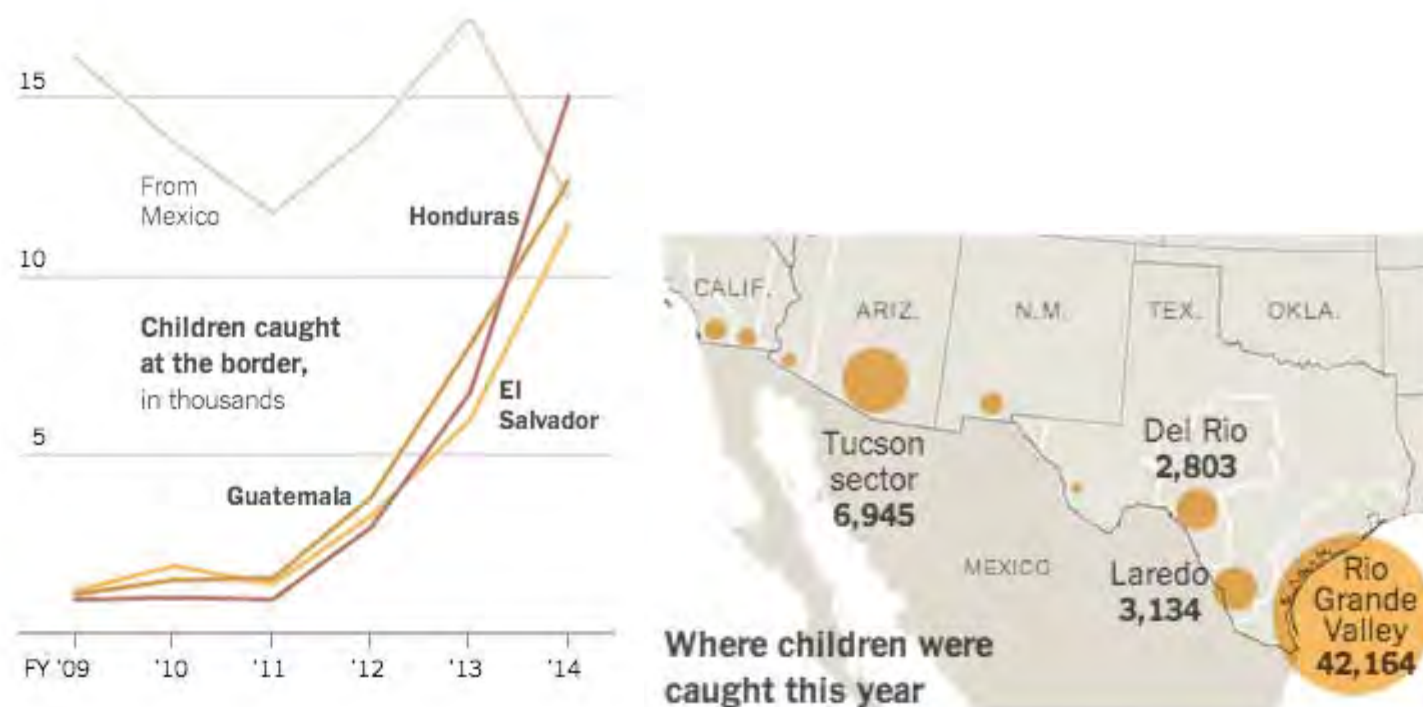 15
From
Mexico
Honduras
10
Children caught
at the border,
in thousands
El
Salvador
5
Guatemala
FY '09 '10 '11 '12 '13 '14
CALIF.
ARIZ.
N.M.
TEX.
OKLA.
Tucson
sector
6,945
Del Rio
2,803
MEXICO
Laredo
3,134
Rio
Grande
Valley
42,164
Where children were
caught this year